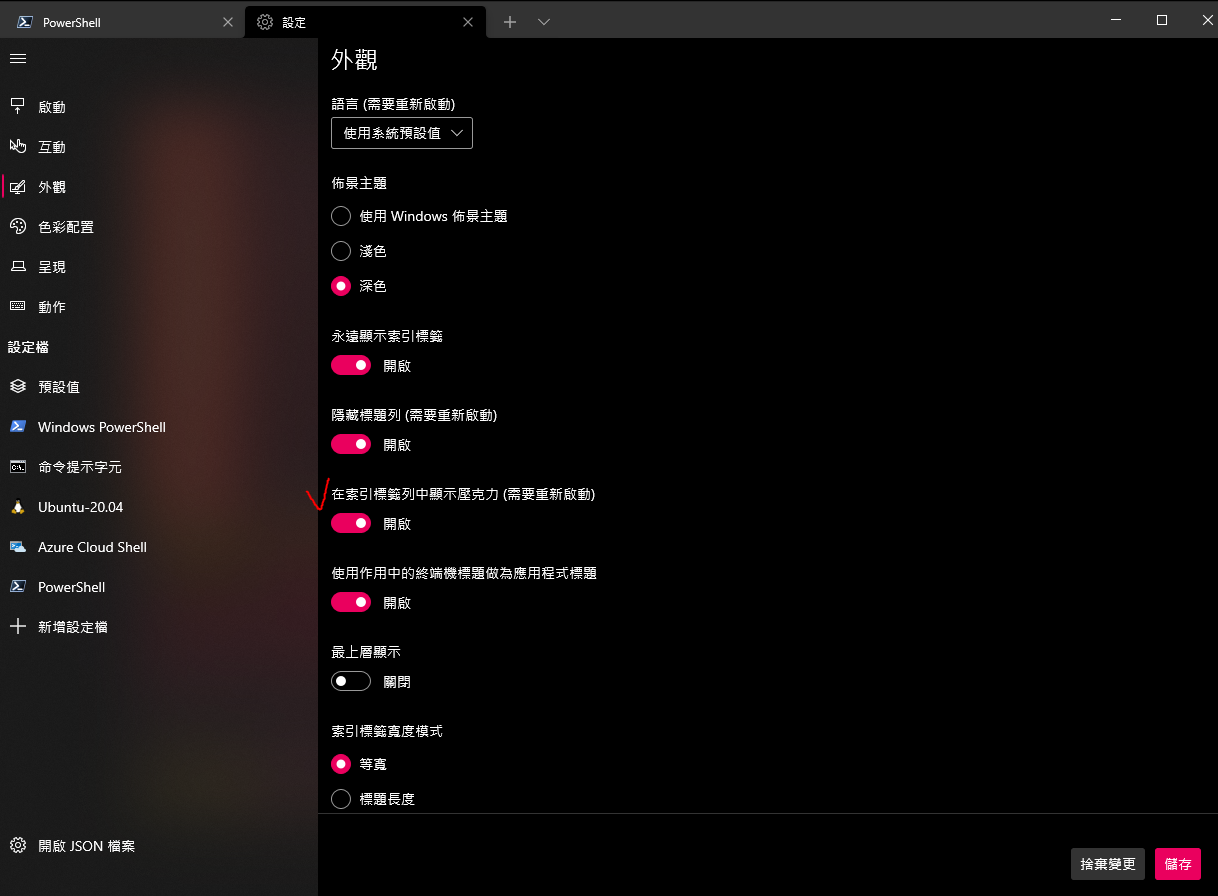 PowerShell
設定
啟動
互動
外觀
色彩配置
呈現
動作
設定檔
預設值
Windows PowerShell
命令提示字元
Ubuntu-20.04
Azure Cloud Shell
PowerShell
新增設定檔
開啟 JSON 檔案
外觀
語言 (需要重新啟動)
使用系統預設值
佈景主題
使用 Windows 佈景主題
淺色
深色
永遠顯示索引標籤
開啟
隱藏標題列 (需要重新啟動)
開啟
在索引標籤列中顯示壓克力 (需要重新啟動)
開啟
使用作用中的終端機標題做為應用程式標題
開啟
最上層顯示
關閉
索引標籤寬度模式
等寬
標題長度
捨棄變更
儲存